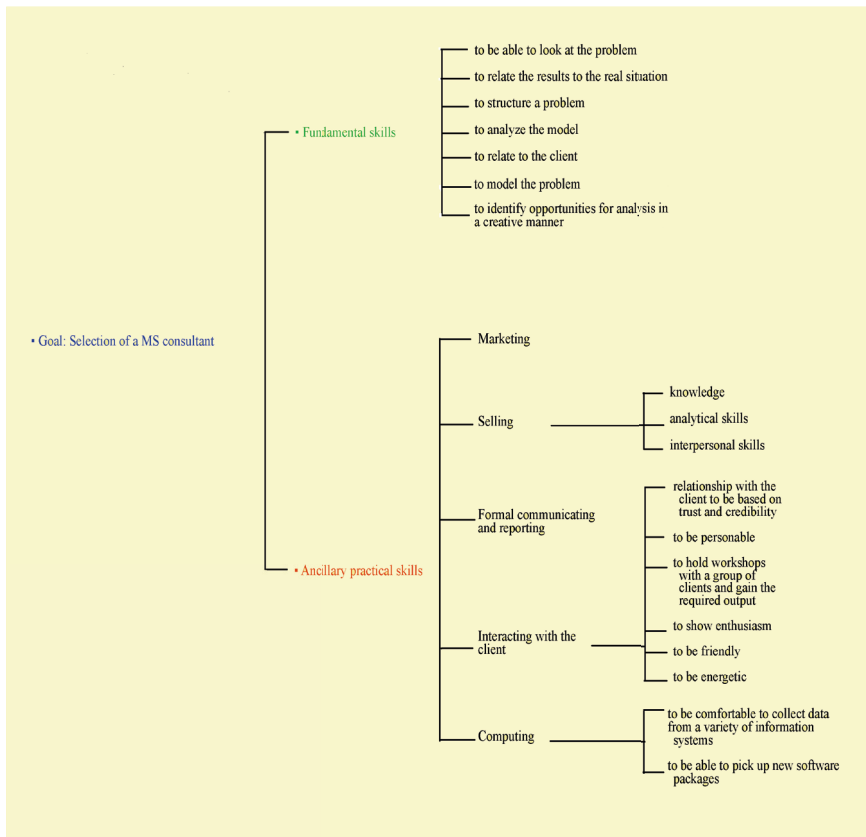 to be able to look at the problem
to relate the results to the real situation
to structure a problem
• Fundamental skills
to analyze the model
to relate to the client
to model the problem
to identify opportunities for analysis in
a creative manner
• Goal: Selection of a MS consultant
Marketing
Selling
knowledge
analytical skills
interpersonal skills
Formal communicating
and reporting
relationship with the
client to be based on
trust and credibility
to be personable
to hold workshops
with a group of
clients and gain the
required output
• Ancillary practical skills
Interacting with the
client
to show enthusiasm
to be friendly
to be energetic
Computing
to be comfortable to collect data
from a variety of information
systems
to be able to pick up new software
packages